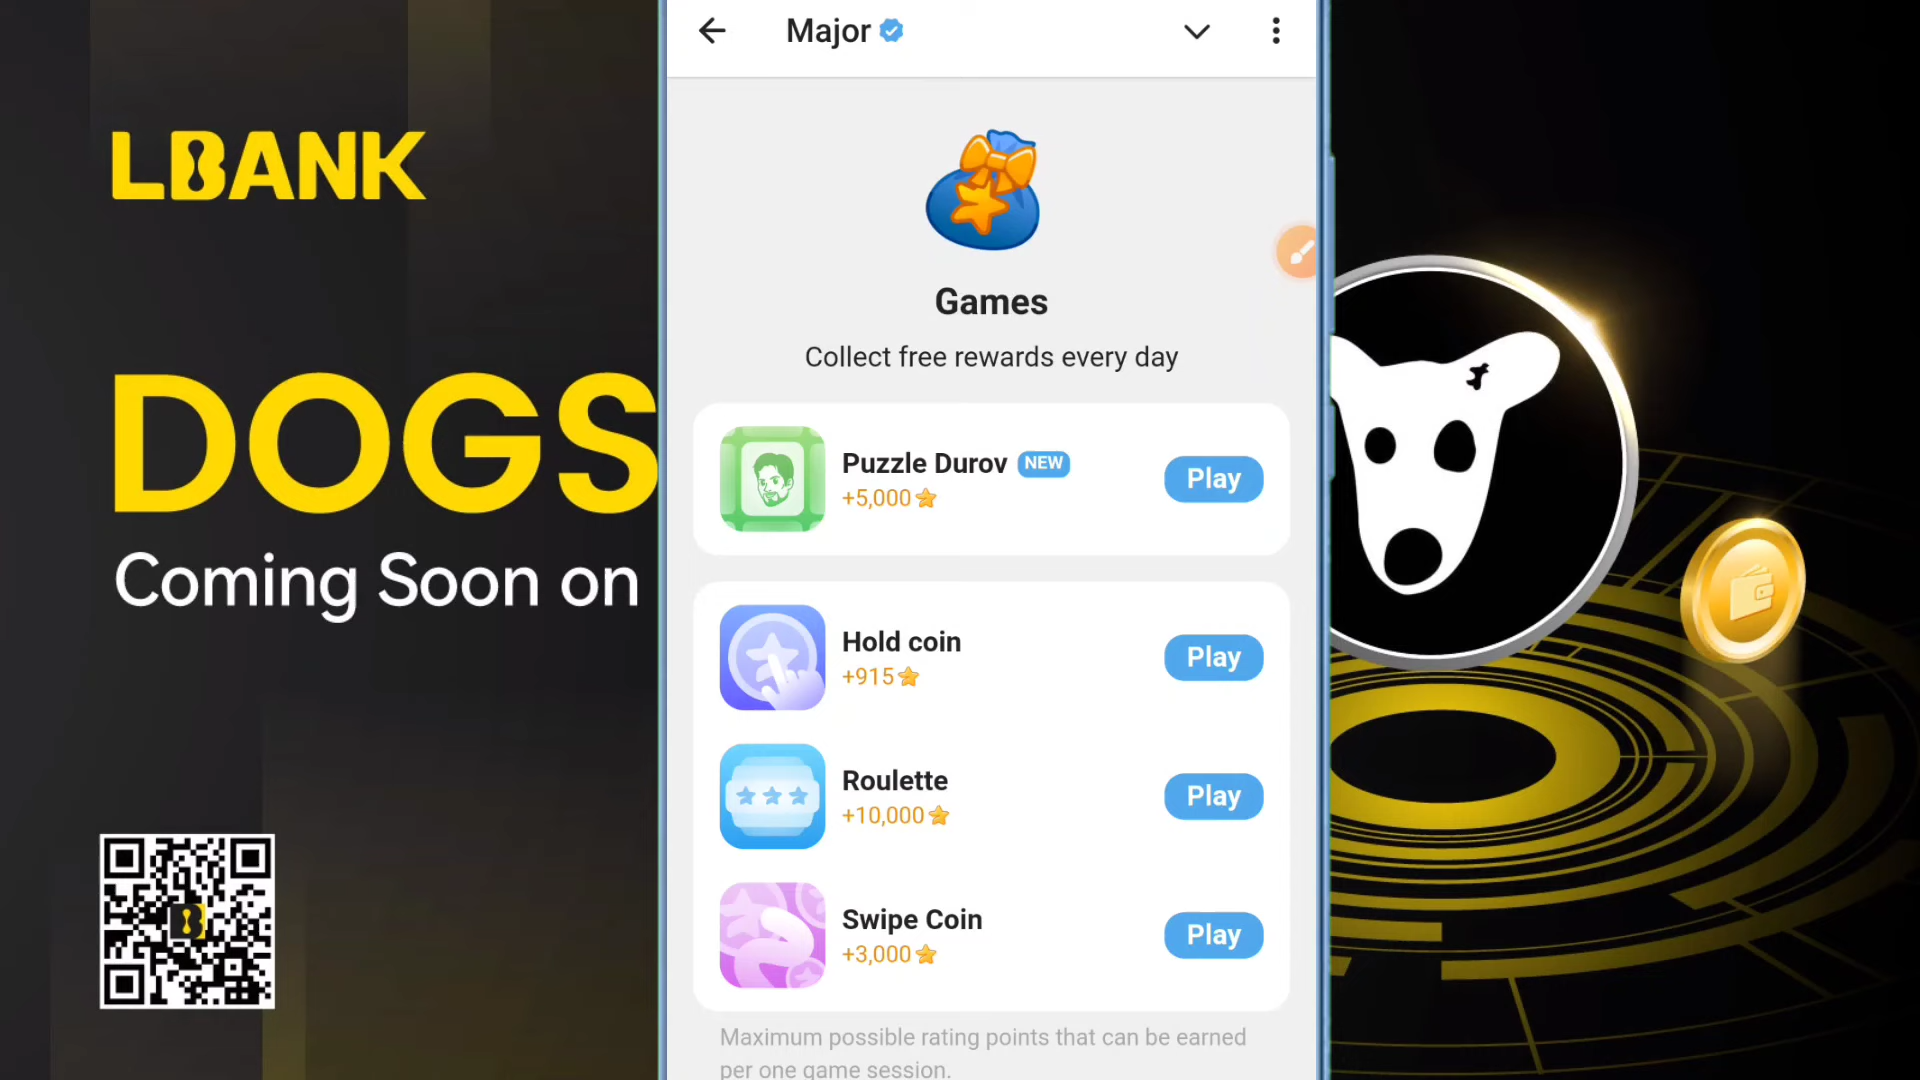 LBANK
DOGS
Coming Soon on
Major
Games
Collect free rewards every day
Puzzle Durov NEW
+5,000
Play
Hold coin
+915
Play
Roulette
+10,000
Play
Swipe Coin
+3,000
Play
Maximum possible rating points that can be earned
per one game session.